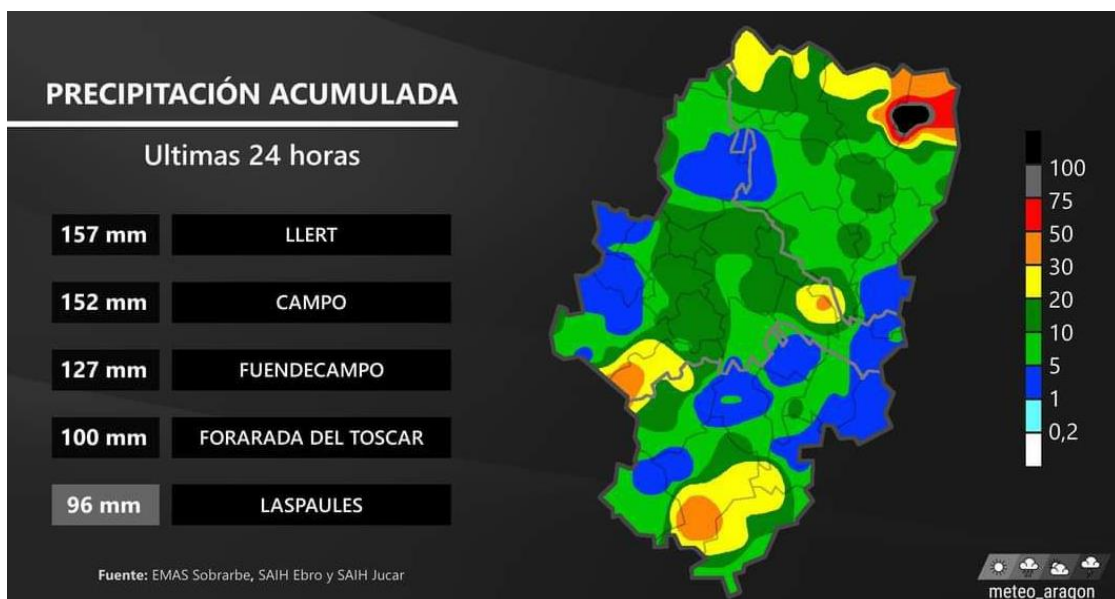 PRECIPITACIÓN ACUMULADA
Ultimas 24 horas
157 mm LLERT
152 mm CAMPO
127 mm FUENDECAMPO
100 mm FORARADA DEL TOSCAR
96 mm LASPAULES
Fuente: EMAS Sobrarbe, SAIH Ebro y SAIH Jucar
100
75
50
30
20
10
5
1
0,2
meteo_aragon